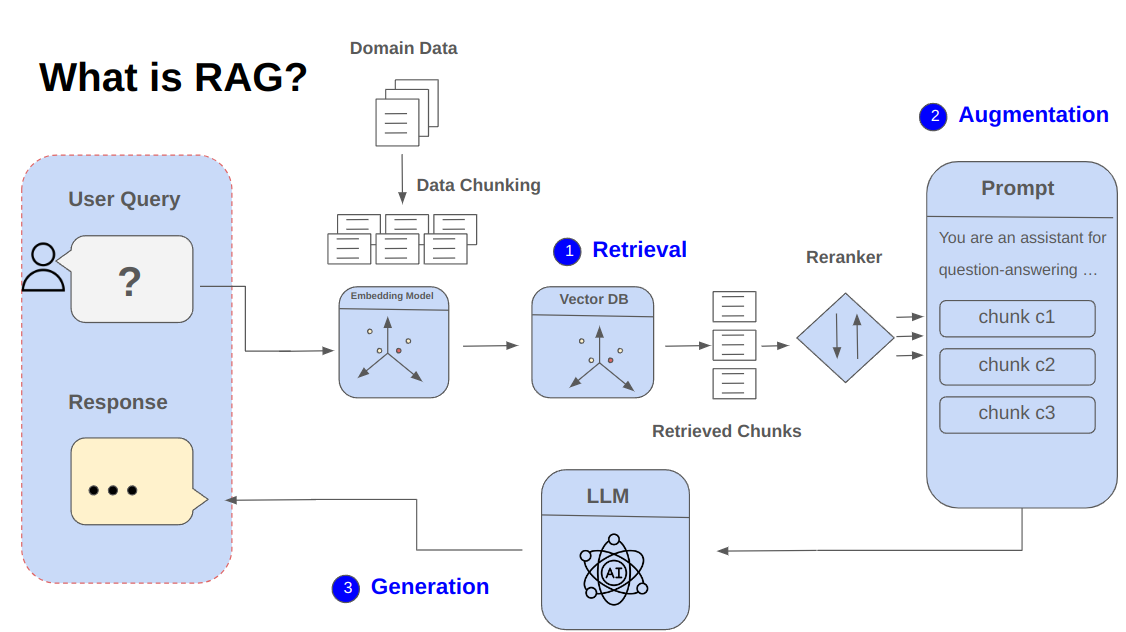 What is RAG?
Domain Data
Data Chunking
User Query
?
Embedding Model
1 Retrieval
Vector DB
Retrieved Chunks
Reranker
2 Augmentation
Prompt
You are an assistant for
question-answering ...
chunk c1
chunk c2
chunk c3
LLM
AI
3 Generation
Response